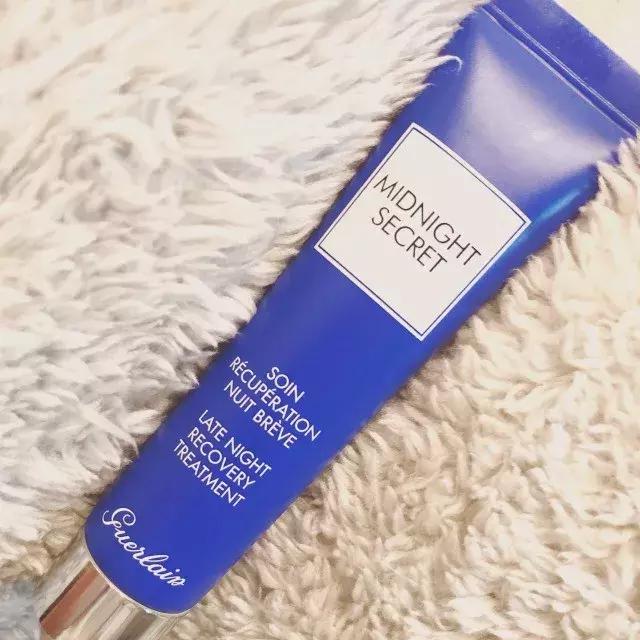 MIDNIGHT
SECRET
SOIN
RÉCUPÉRATION
NUIT BRÈVE
LATE NIGHT
RECOVERY
TREATMENT
Guerlain